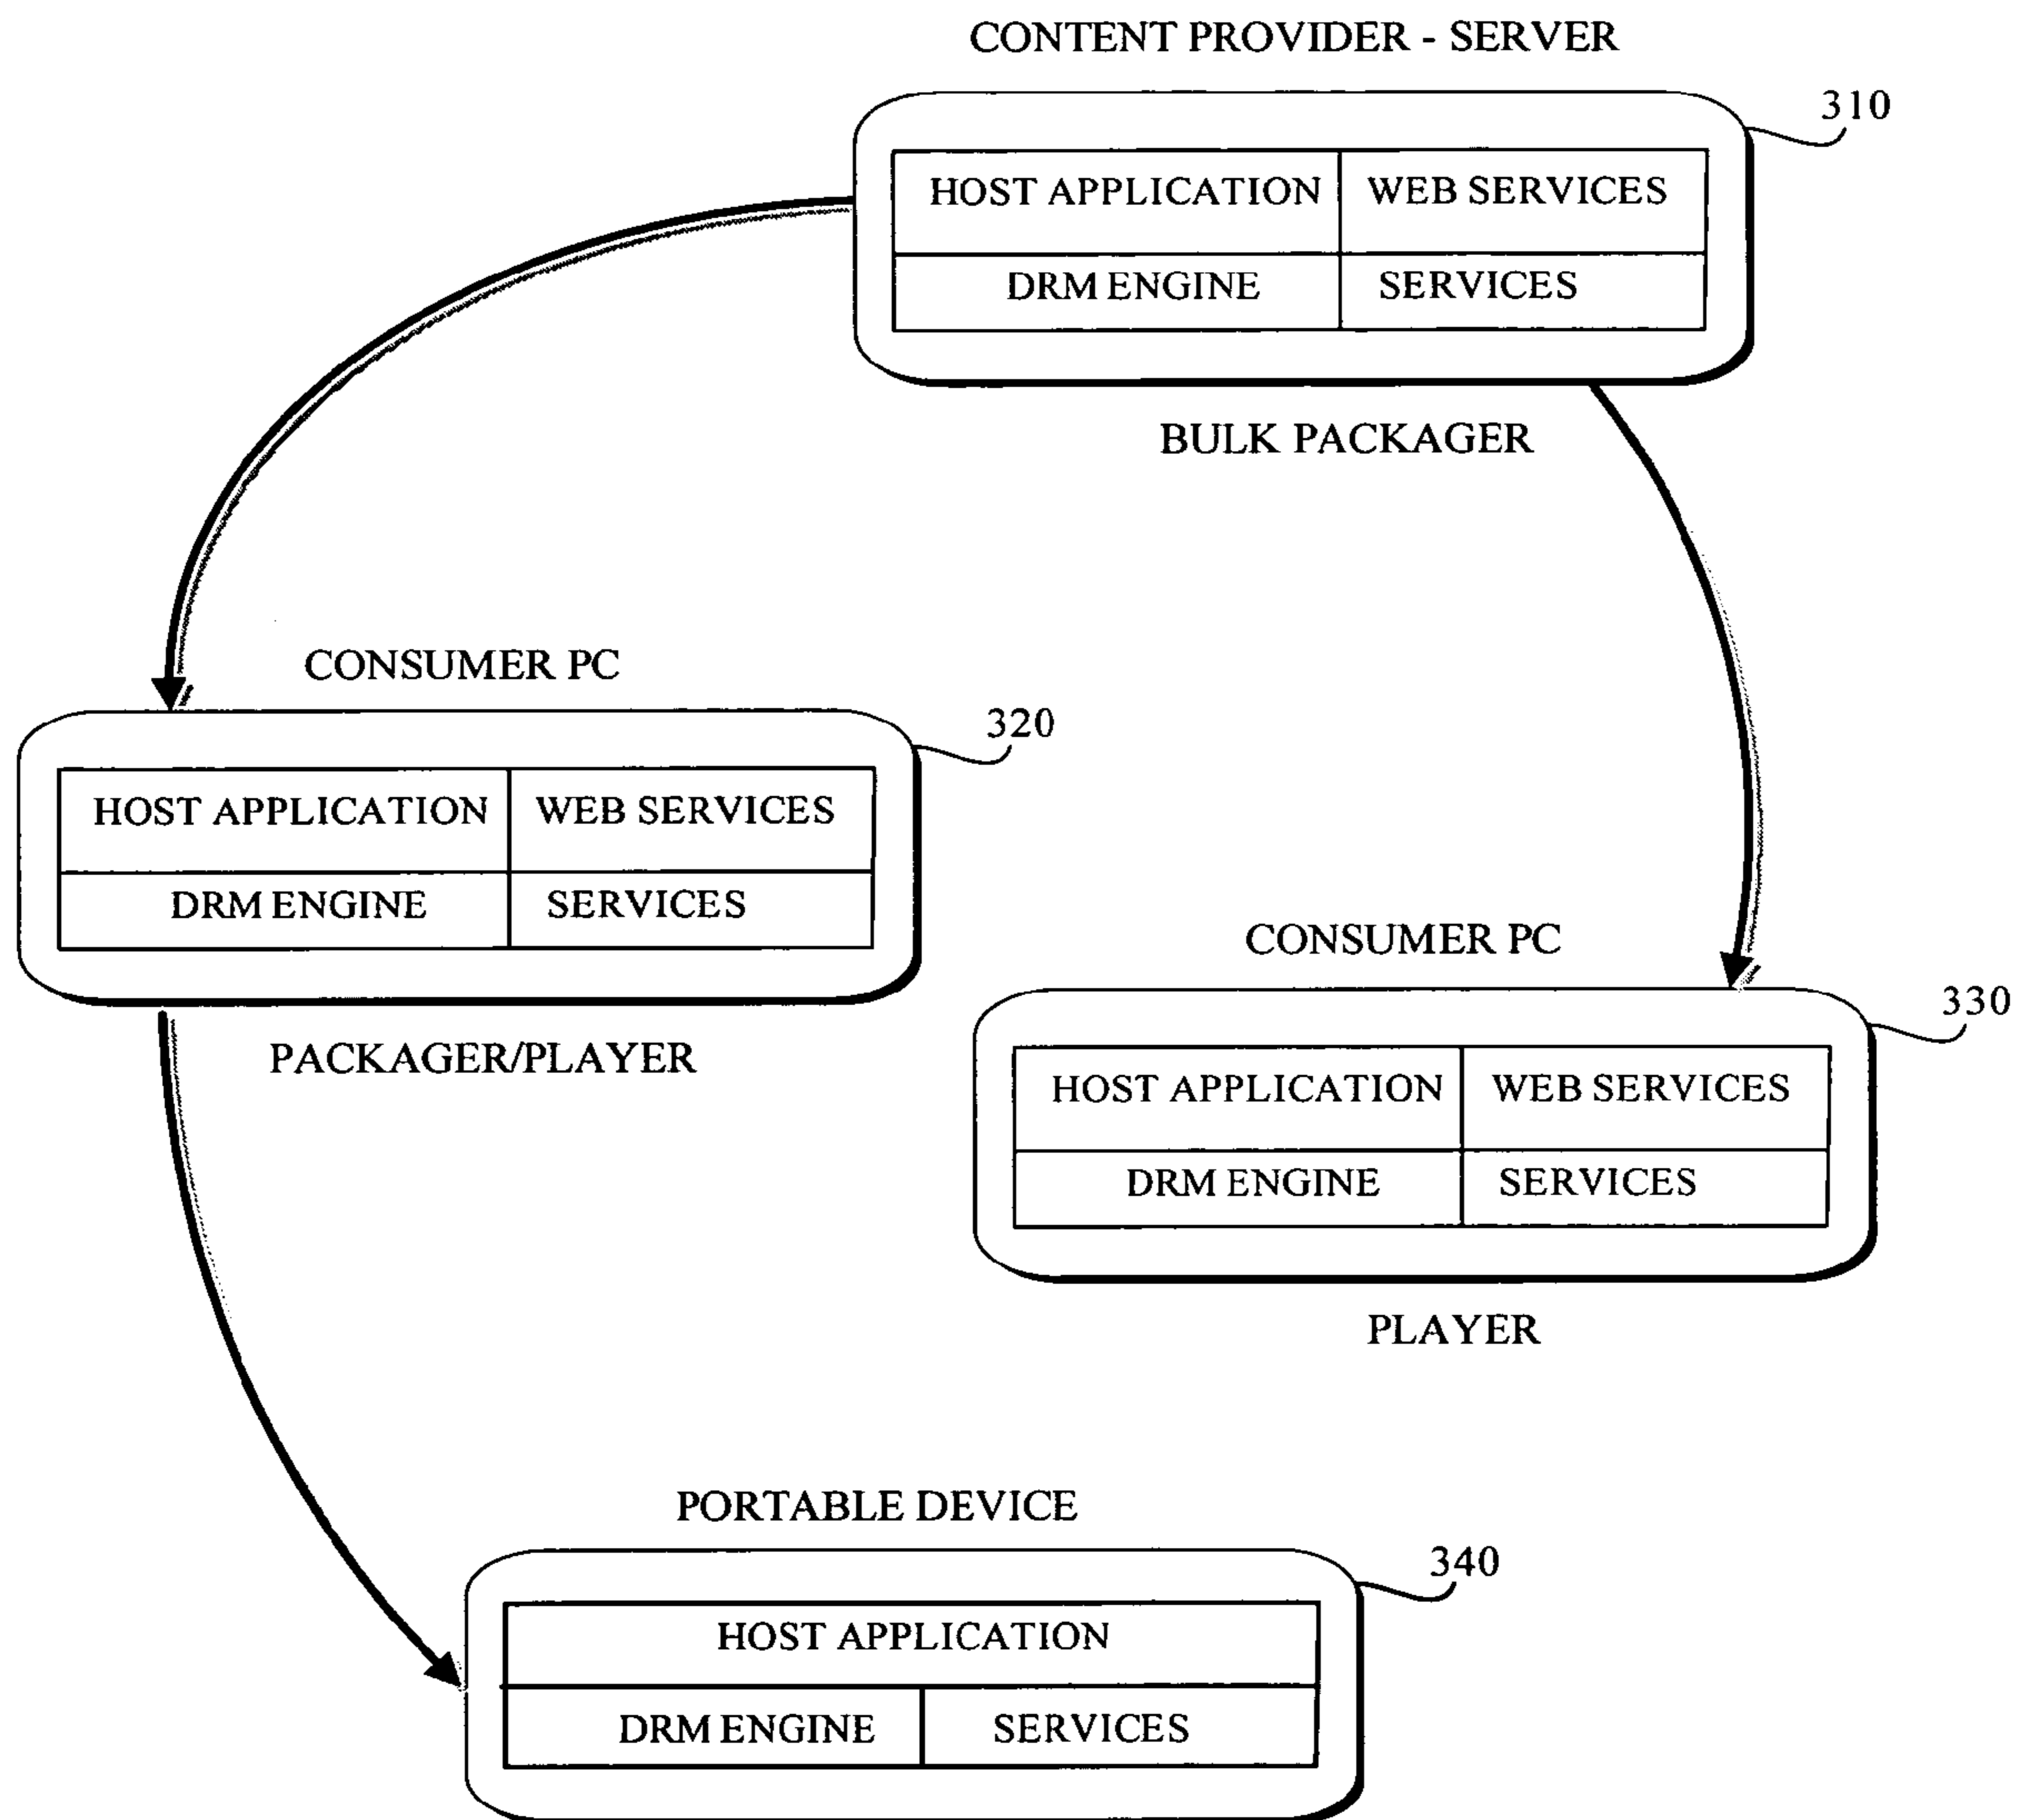 CONTENT PROVIDER - SERVER
310
HOST APPLICATION
WEB SERVICES
DRM ENGINE
SERVICES
BULK PACKAGER
CONSUMER PC
320
HOST APPLICATION
WEB SERVICES
DRM ENGINE
SERVICES
PACKAGER/PLAYER
CONSUMER PC
330
HOST APPLICATION
WEB SERVICES
DRM ENGINE
SERVICES
PLAYER
PORTABLE DEVICE
340
HOST APPLICATION
DRM ENGINE
SERVICES